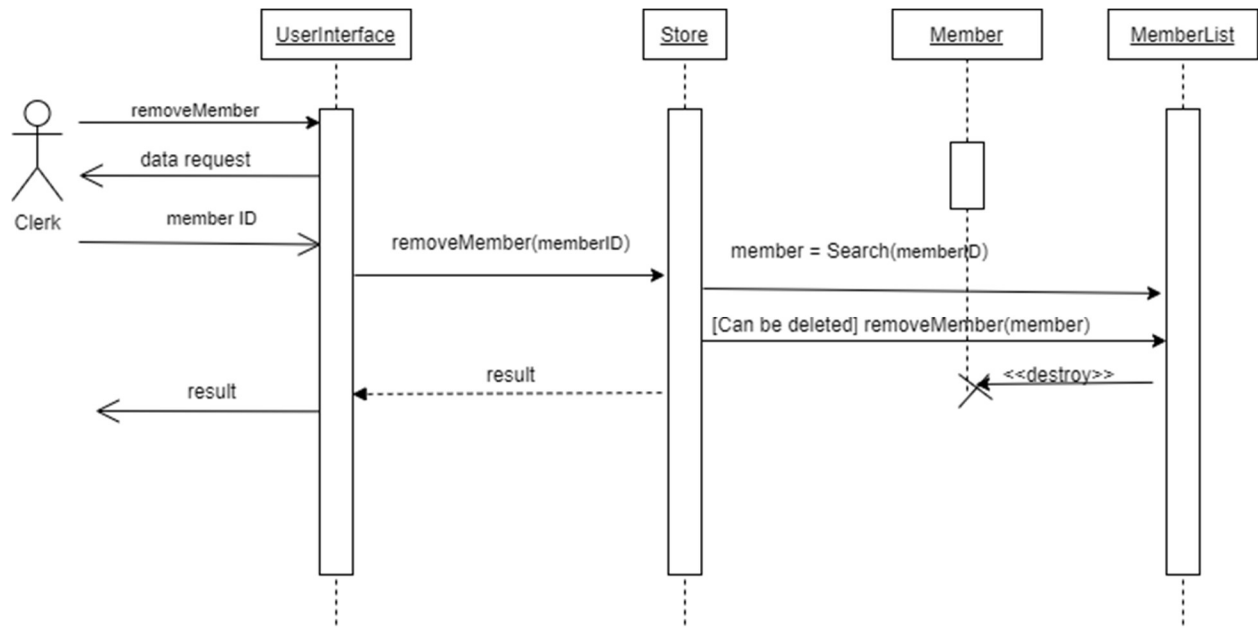 UserInterface
Store
Member
MemberList
removeMember
data request
Clerk
member ID
removeMember(memberID)
member = Search(memberID)
[Can be deleted] removeMember(member)
<<destroy>>
result
result